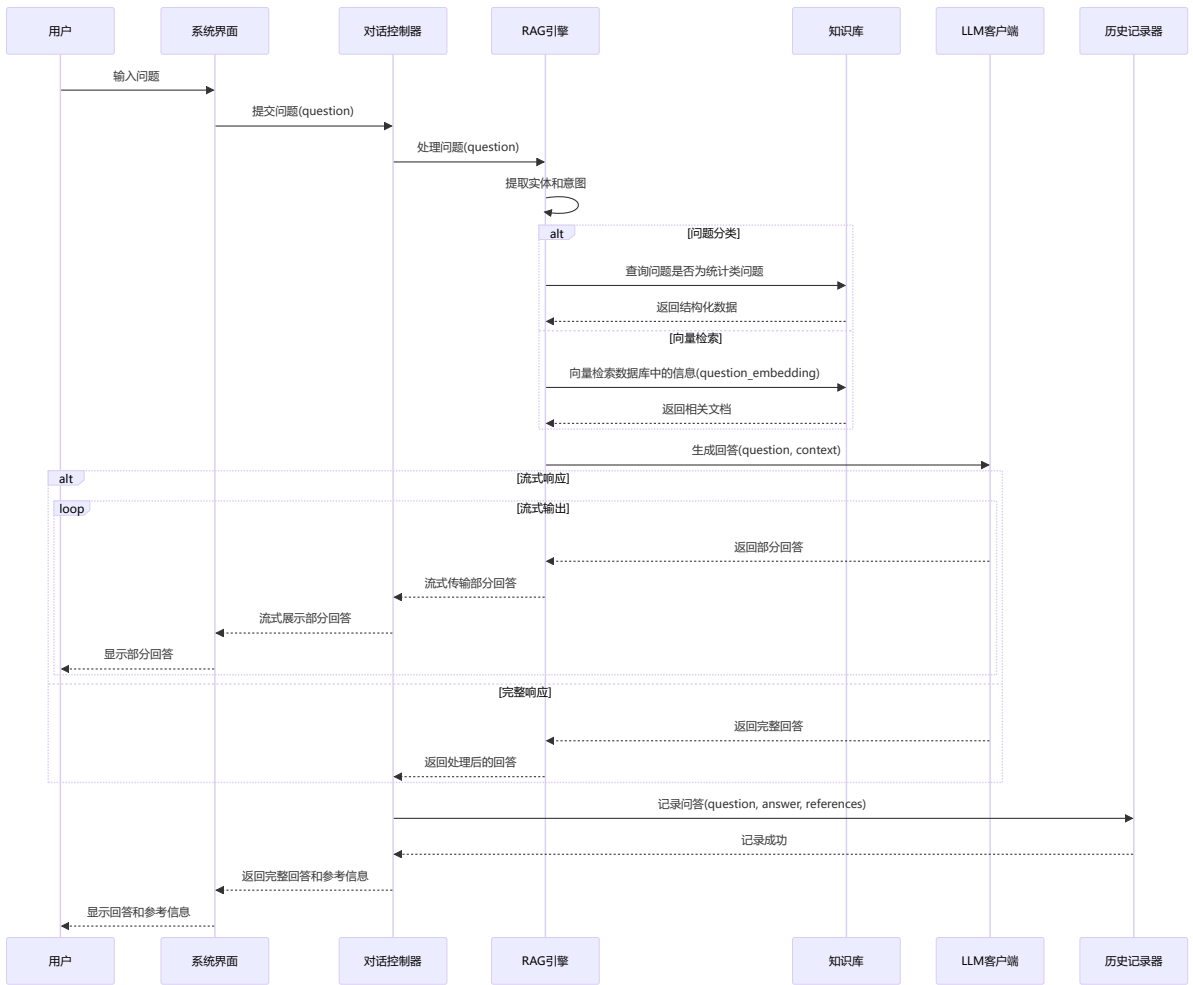 用户
系统界面
对话控制器
RAG引擎
知识库
LLM客户端
历史记录器
输入问题
提交问题(question)
处理问题(question)
提取实体和意图
alt
[问题分类]
查询问题是否为统计类问题
返回结构化数据
[向量检索]
向量检索数据库中的信息(question_embedding)
返回相关文档
生成回答(question, context)
alt
[流式响应]
loop
[流式输出]
返回部分回答
流式传输部分回答
流式展示部分回答
显示部分回答
[完整响应]
返回完整回答
返回处理后的回答
记录问答(question, answer, references)
记录成功
返回完整回答和参考信息
显示回答和参考信息
用户
系统界面
对话控制器
RAG引擎
知识库
LLM客户端
历史记录器